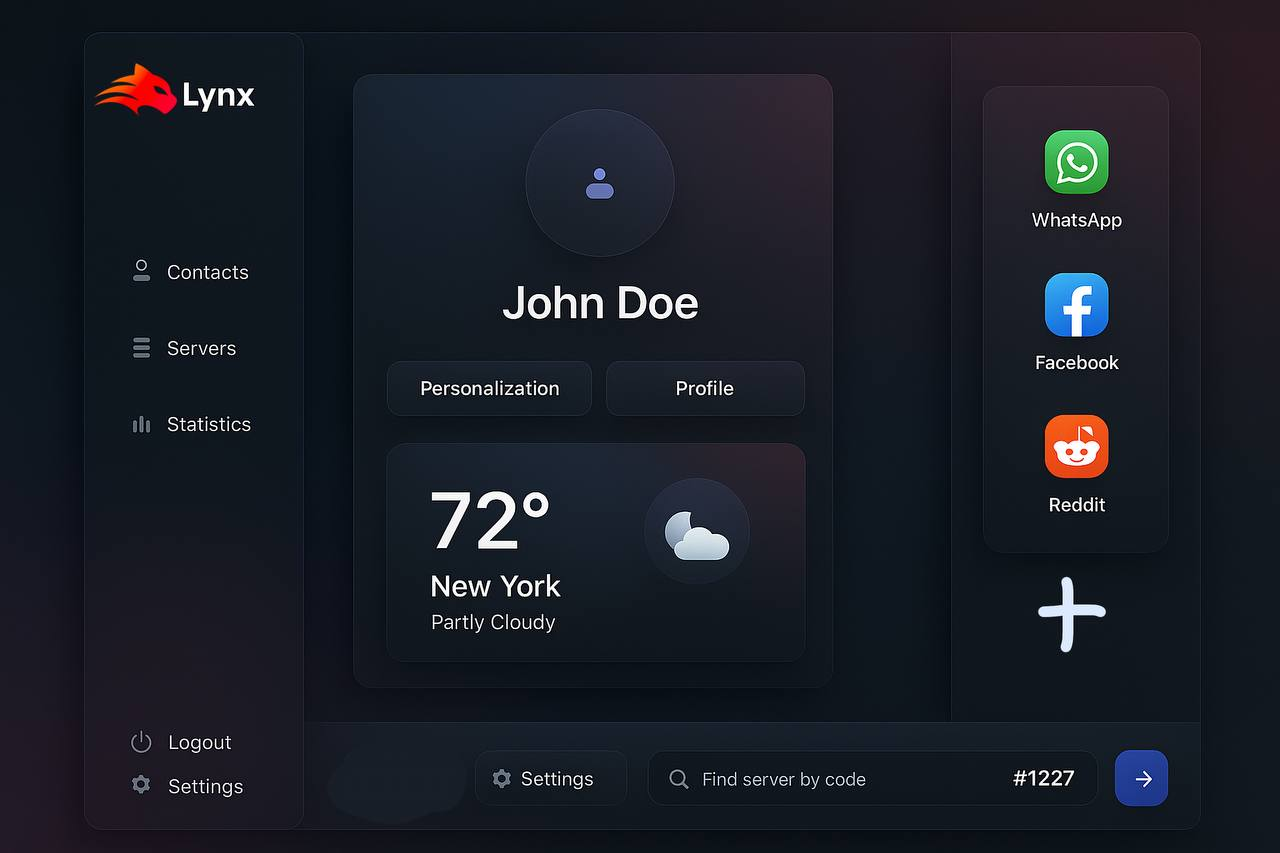 Lynx
Contacts
Servers
Statistics
Logout
Settings
John Doe
Personalization
Profile
72°
New York
Partly Cloudy
WhatsApp
Facebook
Reddit
Settings
Find server by code
#1227